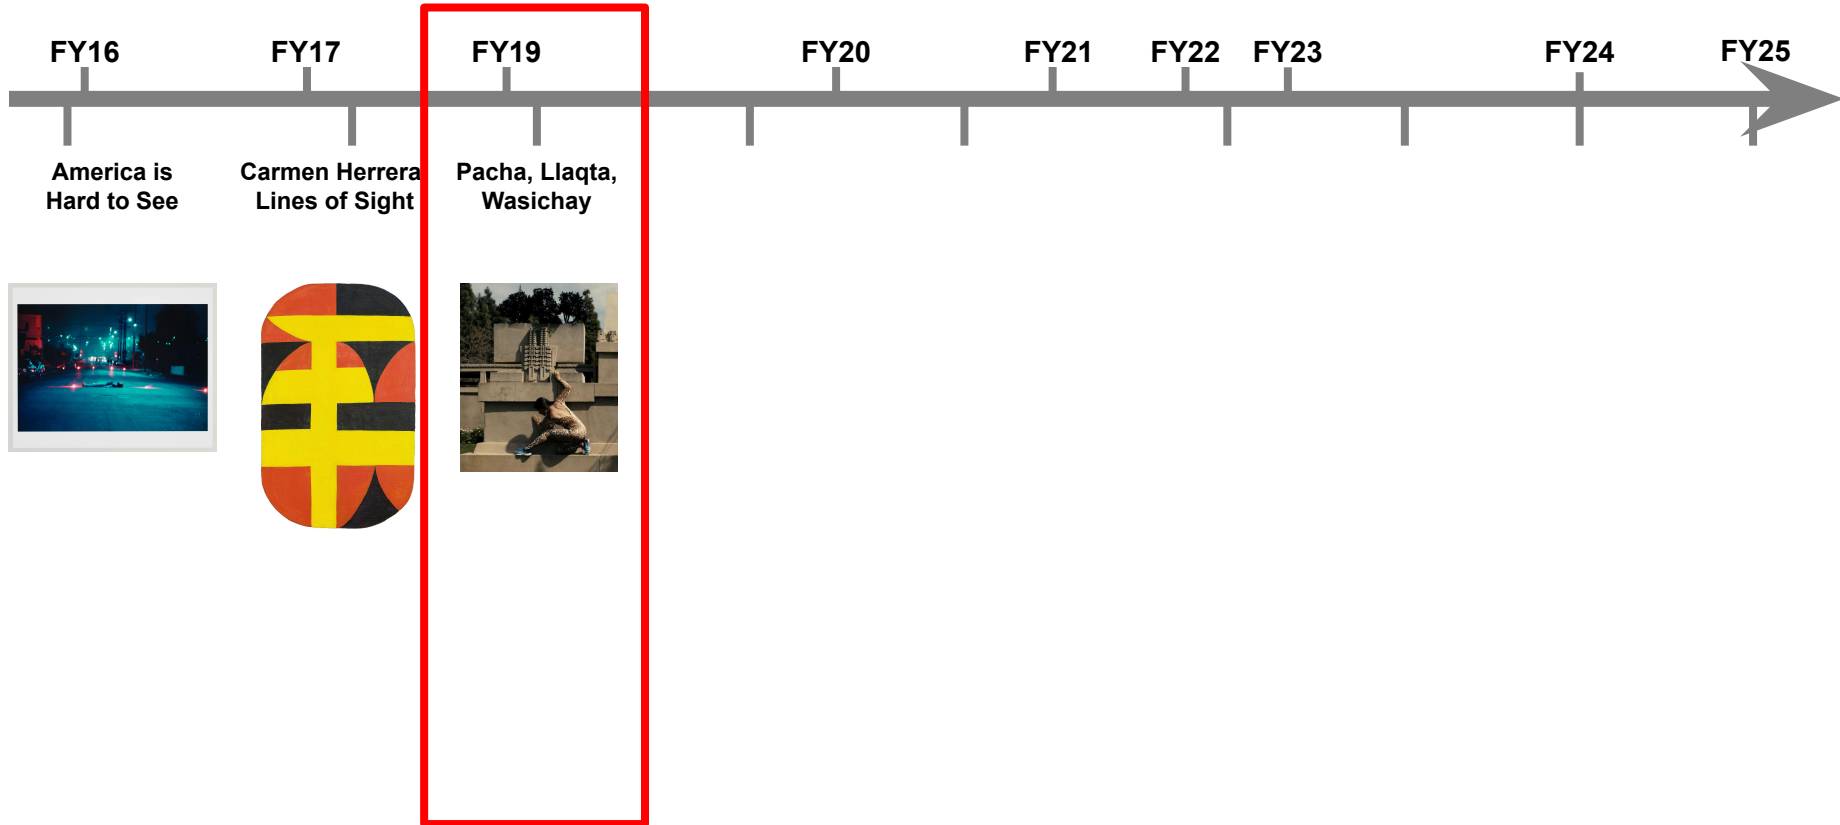 FY16
FY17
FY19
FY20
FY21
FY22
FY23
FY24
FY25
America is
Hard to See
Carmen Herrera
Lines of Sight
Pacha, Llaqta,
Wasichay